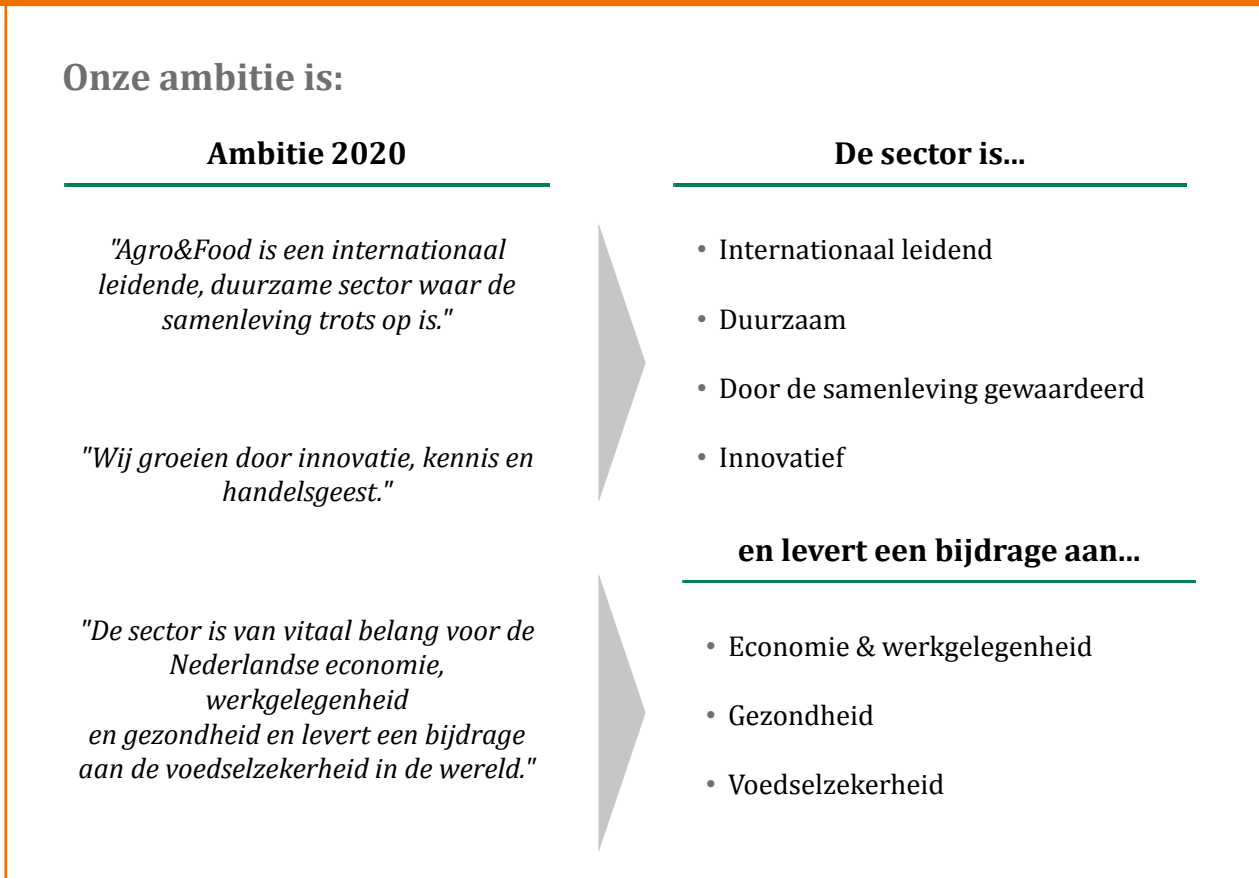 Onze ambitie is:
Ambitie 2020
"Agro&Food is een internationaal
leidende, duurzame sector waar de
samenleving trots op is."
"Wij groeien door innovatie, kennis en
handelsgeest."
"De sector is van vitaal belang voor de
Nederlandse economie,
werkgelegenheid
en gezondheid en levert een bijdrage
aan de voedselzekerheid in de wereld."
De sector is...
• Internationaal leidend
• Duurzaam
• Door de samenleving gewaardeerd
• Innovatief
en levert een bijdrage aan...
• Economie & werkgelegenheid
• Gezondheid
• Voedselzekerheid